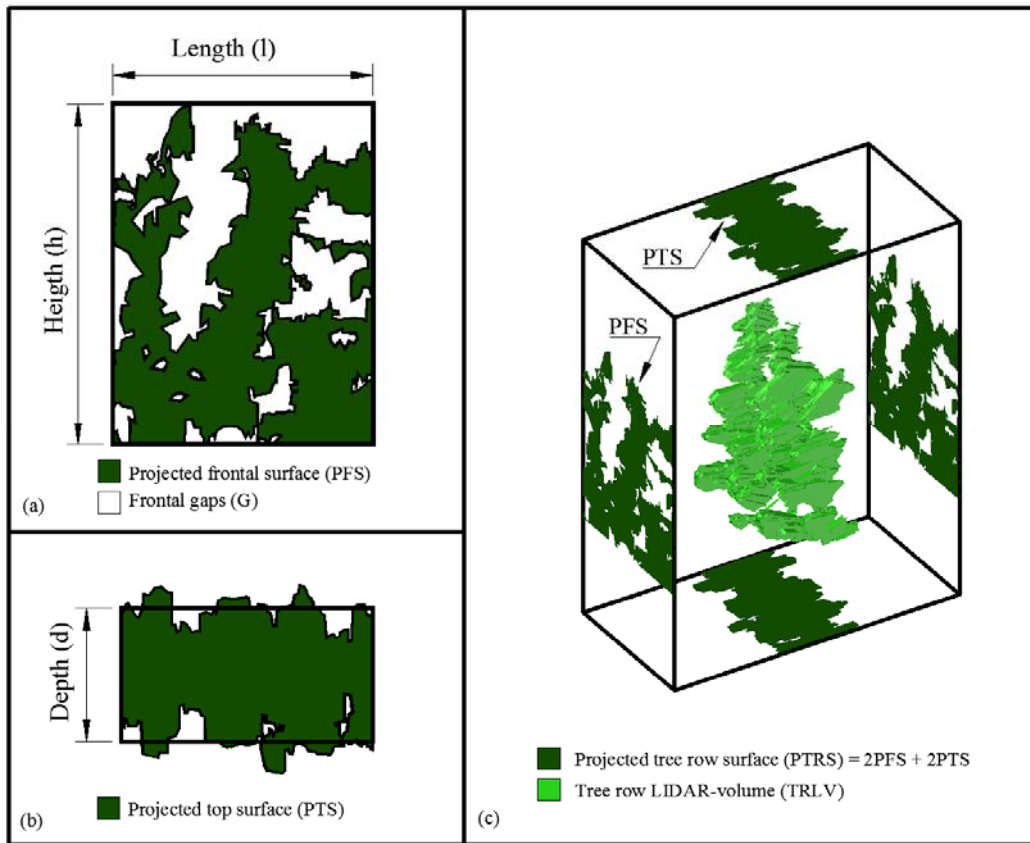 Length (l)
Heigth (h)
Projected frontal surface (PFS)
Frontal gaps (G)
(a)
Depth (d)
Projected top surface (PTS)
(b)
PTS
PFS
Projected tree row surface (PTRS) = 2PFS + 2PTS
Tree row LIDAR-volume (TRLV)
(c)